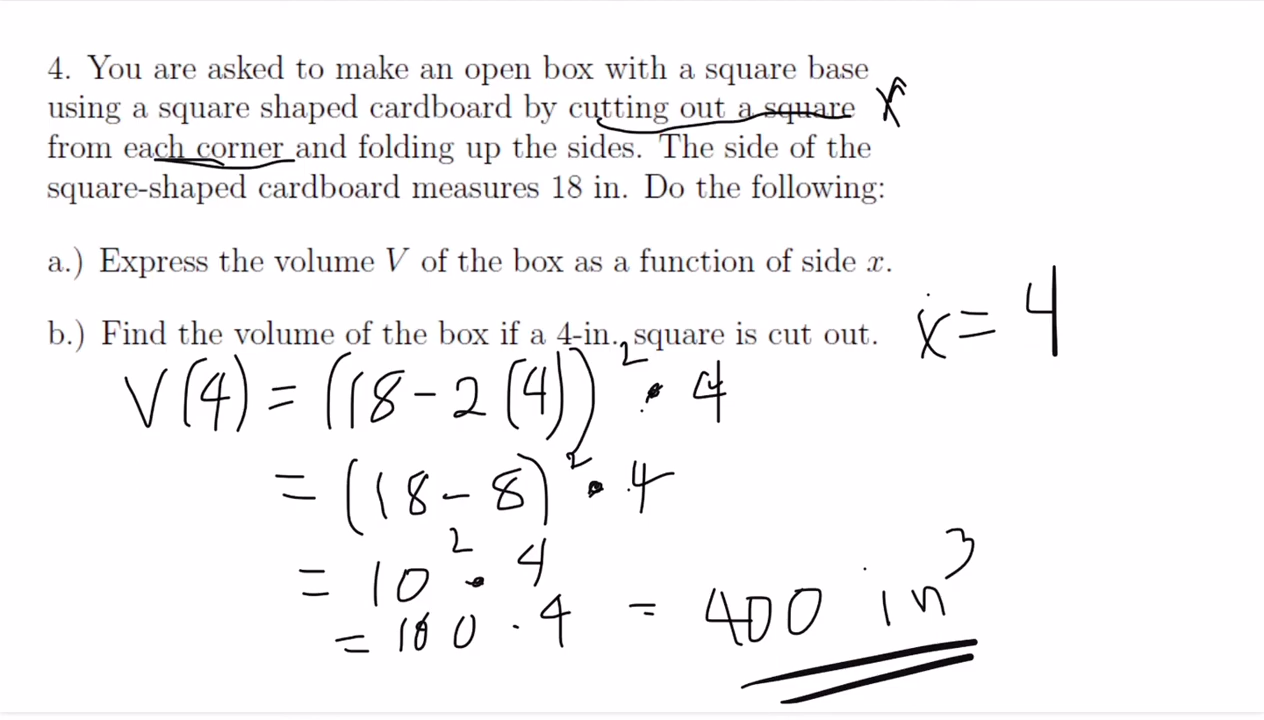 4. You are asked to make an open box with a square base
using a square shaped cardboard by cutting out a square x
from each corner and folding up the sides. The side of the
square-shaped cardboard measures 18 in. Do the following:
a.) Express the volume V of the box as a function of side x.
b.) Find the volume of the box if a 4-in., square is cut out. x = 4
V(4) = (18 - 2(4))² · 4
= (18 - 8)² · 4
= 10² · 4
= 100 · 4 = 400 in³